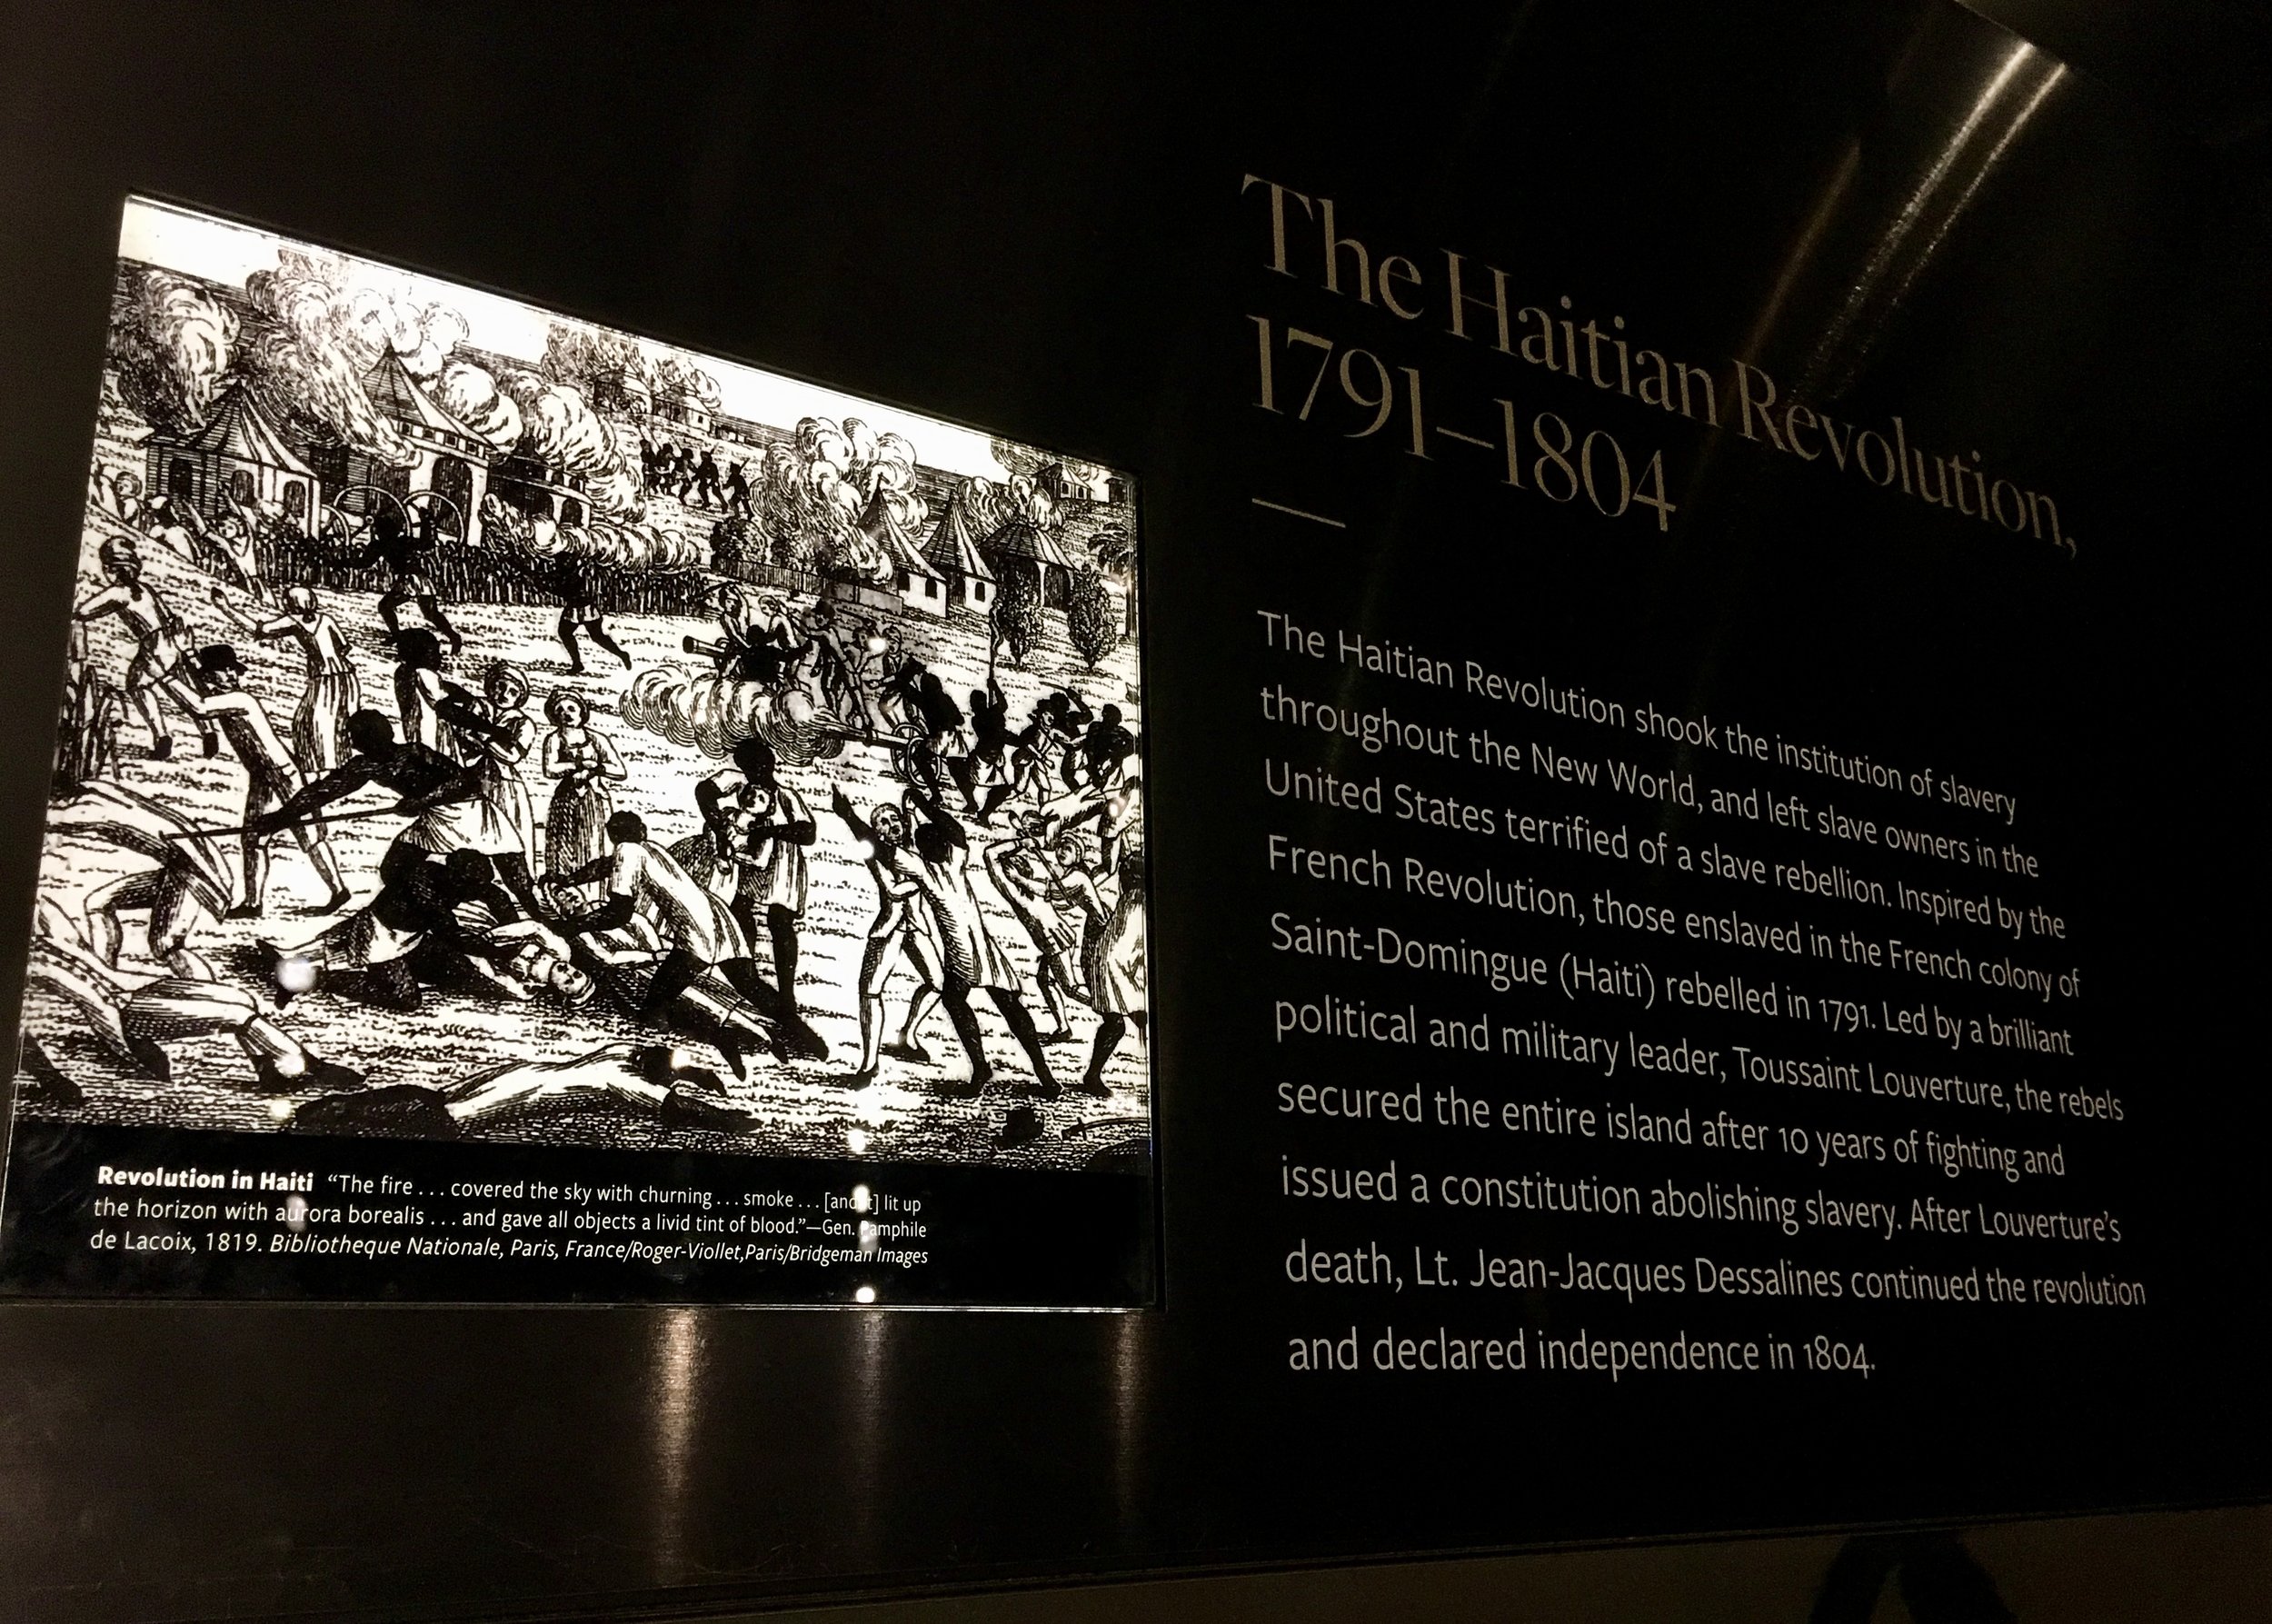 The Haitian Revolution,
1791–1804
The Haitian Revolution shook the institution of slavery
throughout the New World, and left slave owners in the
United States terrified of a slave rebellion. Inspired by the
French Revolution, those enslaved in the French colony of
Saint-Domingue (Haiti) rebelled in 1791. Led by a brilliant
political and military leader, Toussaint Louverture, the rebels
secured the entire island after 10 years of fighting and
issued a constitution abolishing slavery. After Louverture’s
death, Lt. Jean-Jacques Dessalines continued the revolution
and declared independence in 1804.
Revolution in Haiti “The fire . . . covered the sky with churning . . . smoke . . . [and it] lit up
the horizon with aurora borealis . . . and gave all objects a livid tint of blood.”—Gen. Pamphile
de Lacoix, 1819. Bibliotheque Nationale, Paris, France/Roger-Viollet,Paris/Bridgeman Images